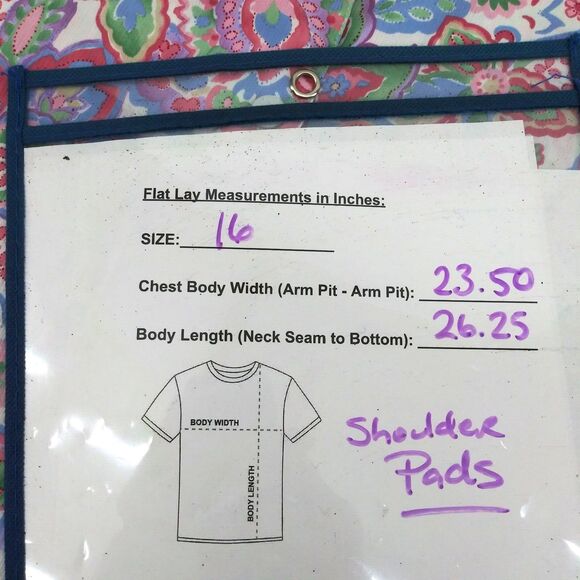 Flat Lay Measurements in Inches:
SIZE: 16
Chest Body Width (Arm Pit - Arm Pit): 23.50
Body Length (Neck Seam to Bottom): 26.25
BODY WIDTH
BODY LENGTH
Shoulder
Pads